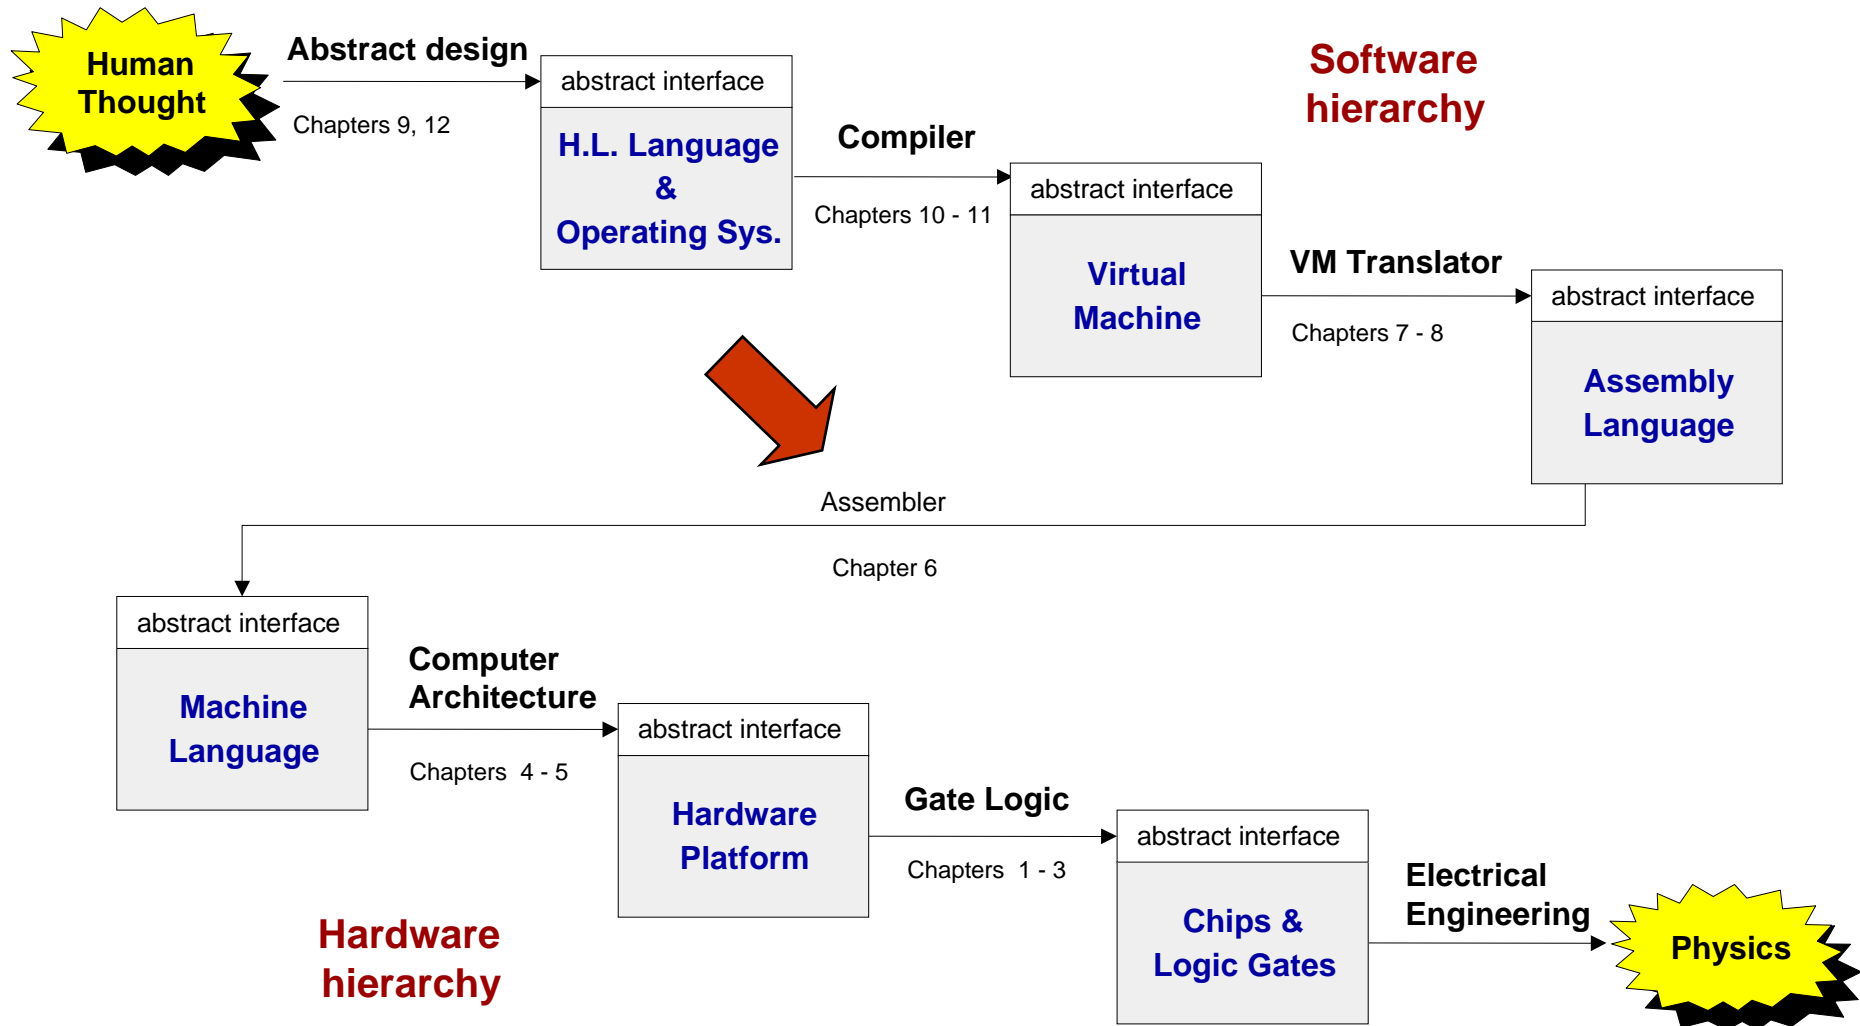 Human
Thought
Abstract design
Chapters 9, 12
abstract interface
H.L. Language
&
Operating Sys.
Software
hierarchy
Compiler
Chapters 10 - 11
abstract interface
Virtual
Machine
VM Translator
Chapters 7 - 8
abstract interface
Assembly
Language
Assembler
Chapter 6
abstract interface
Machine
Language
Computer
Architecture
Chapters 4 - 5
abstract interface
Hardware
Platform
Gate Logic
Chapters 1 - 3
abstract interface
Chips &
Logic Gates
Electrical
Engineering
Physics
Hardware
hierarchy